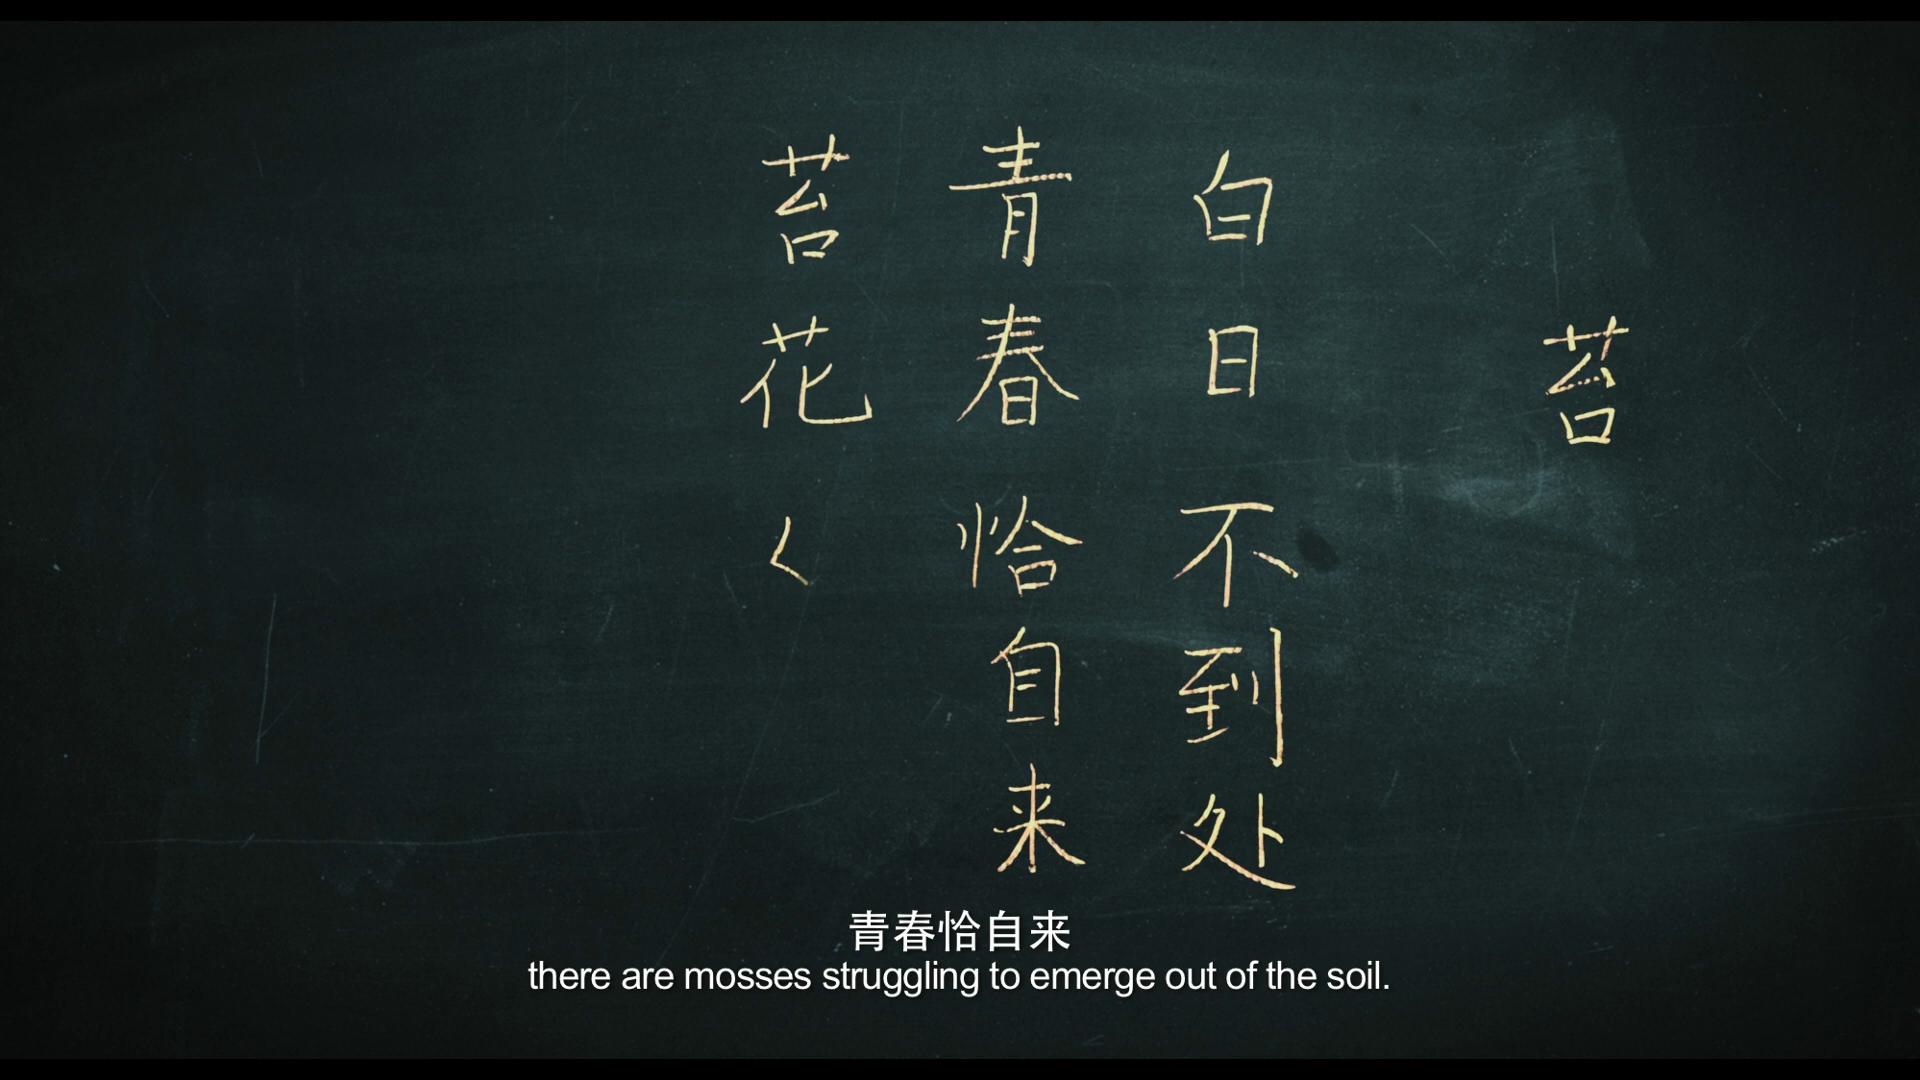 苔
白日不到处
青春恰自来
苔花
青春恰自来
there are mosses struggling to emerge out of the soil.